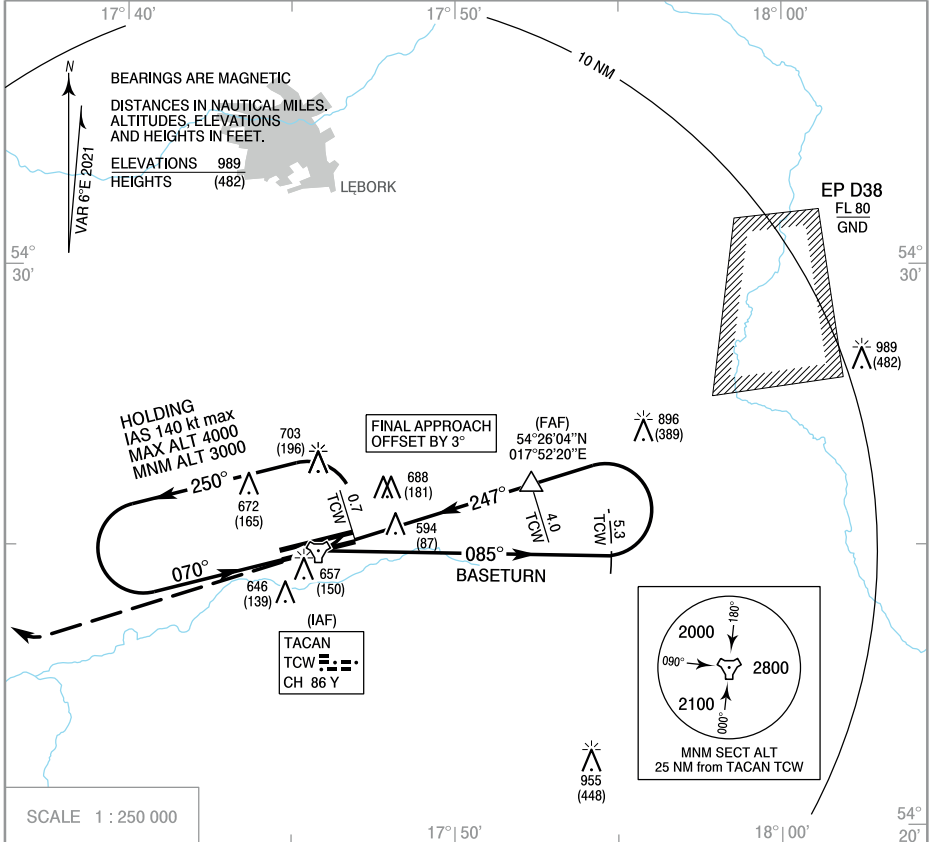 17°40'
17°50'
18°00'
10 NM
N
VAR 6°E 2021
BEARINGS ARE MAGNETIC
DISTANCES IN NAUTICAL MILES.
ALTITUDES, ELEVATIONS
AND HEIGHTS IN FEET.
ELEVATIONS 989
HEIGHTS (482)
LĘBORK
EP D38
FL 80
GND
54°
30'
54°
30'
989
(482)
HOLDING
IAS 140 kt max
MAX ALT 4000
MNM ALT 3000
703
(196)
FINAL APPROACH
OFFSET BY 3°
(FAF)
54°26'04"N
017°52'20"E
896
(389)
250°
672
(165)
0.7
TCW
688
(181)
247°
594
(87)
4.0
TCW
5.3
TCW
070°
085°
BASETURN
646
(139)
657
(150)
(IAF)
TACAN
TCW
CH 86 Y
2000
180°
090°
2800
2100
000°
MNM SECT ALT
25 NM from TACAN TCW
955
(448)
SCALE 1 : 250 000
17°50'
18°00'
54°
20'